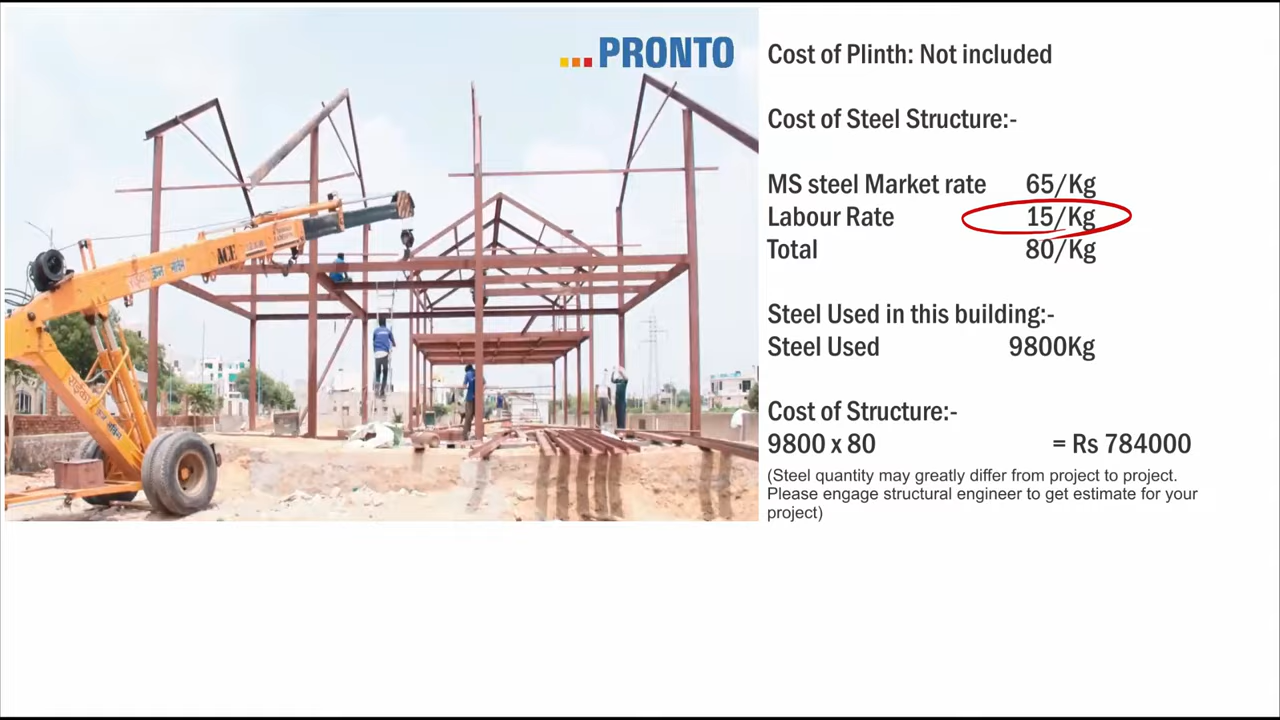 ...PRONTO
Cost of Plinth: Not included
Cost of Steel Structure:-
MS steel Market rate 65/Kg
Labour Rate 15/Kg
Total 80/Kg
Steel Used in this building:-
Steel Used 9800Kg
Cost of Structure:-
9800 x 80 = Rs 784000
(Steel quantity may greatly differ from project to project.
Please engage structural engineer to get estimate for your
project)
ACE